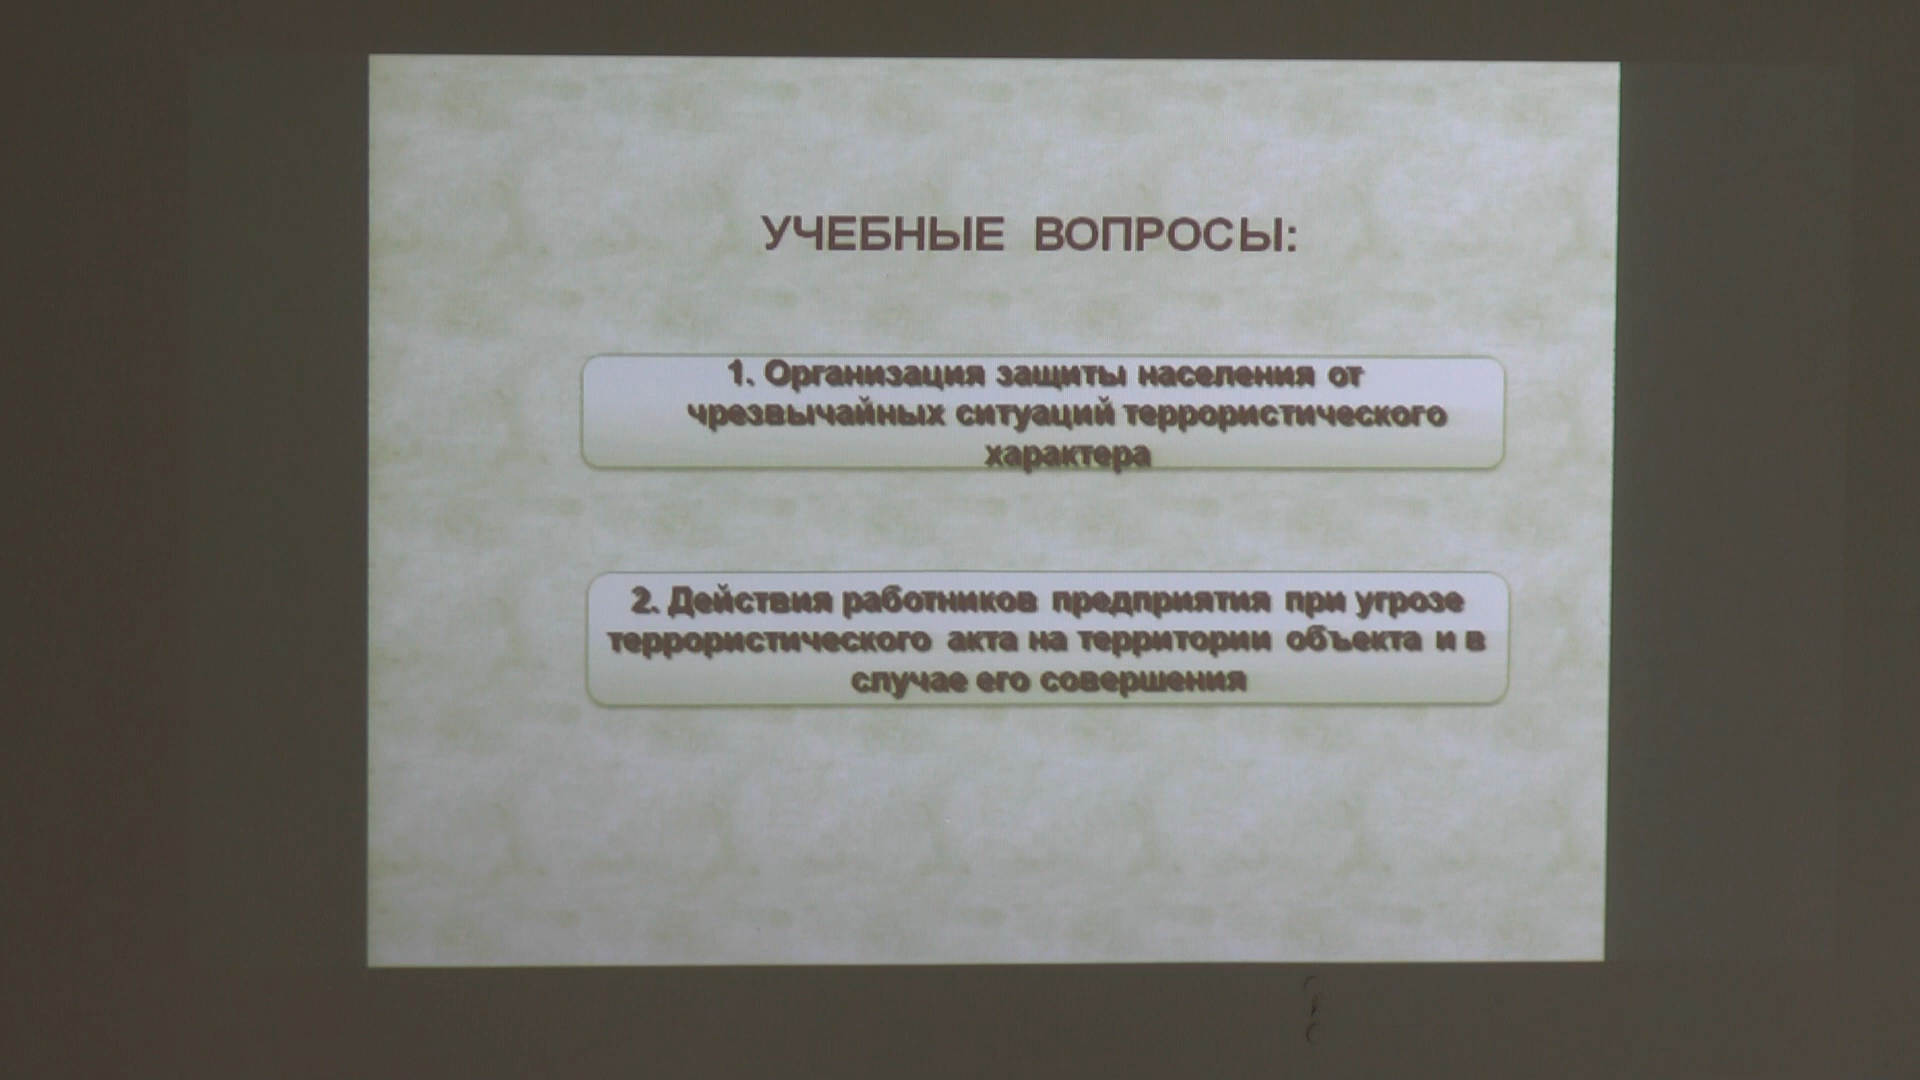 УЧЕБНЫЕ ВОПРОСЫ:
1. Организация защиты населения от
чрезвычайных ситуаций террористического
характера
2. Действия работников предприятия при угрозе
террористического акта на территории объекта и в
случае его совершения